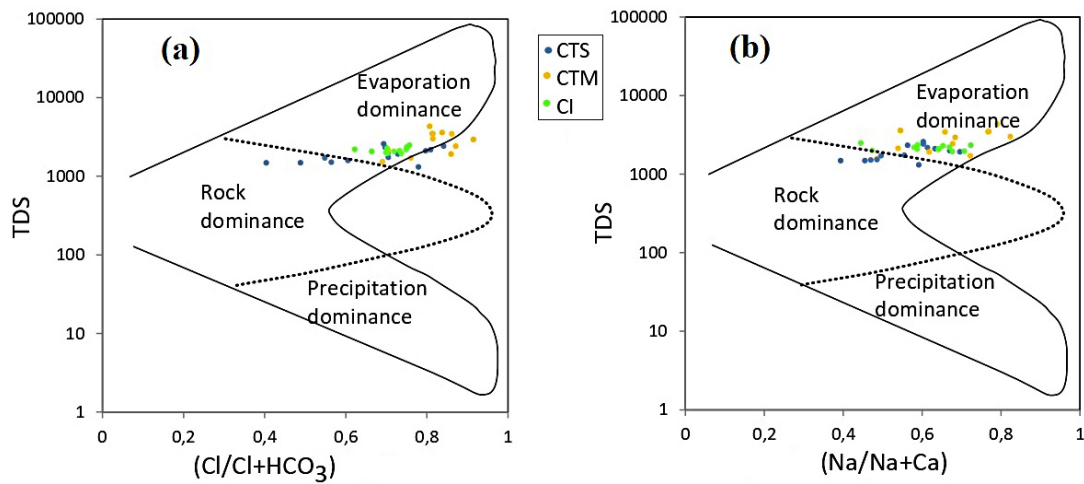 (a)
100000
10000
1000
100
10
1
TDS
Evaporation
dominance
Rock
dominance
Precipitation
dominance
0
0,2
0,4
0,6
0,8
1
(Cl/Cl+HCO₃)
CTS
CTM
CI
(b)
100000
10000
1000
100
10
1
TDS
Evaporation
dominance
Rock
dominance
Precipitation
dominance
0
0,2
0,4
0,6
0,8
1
(Na/Na+Ca)